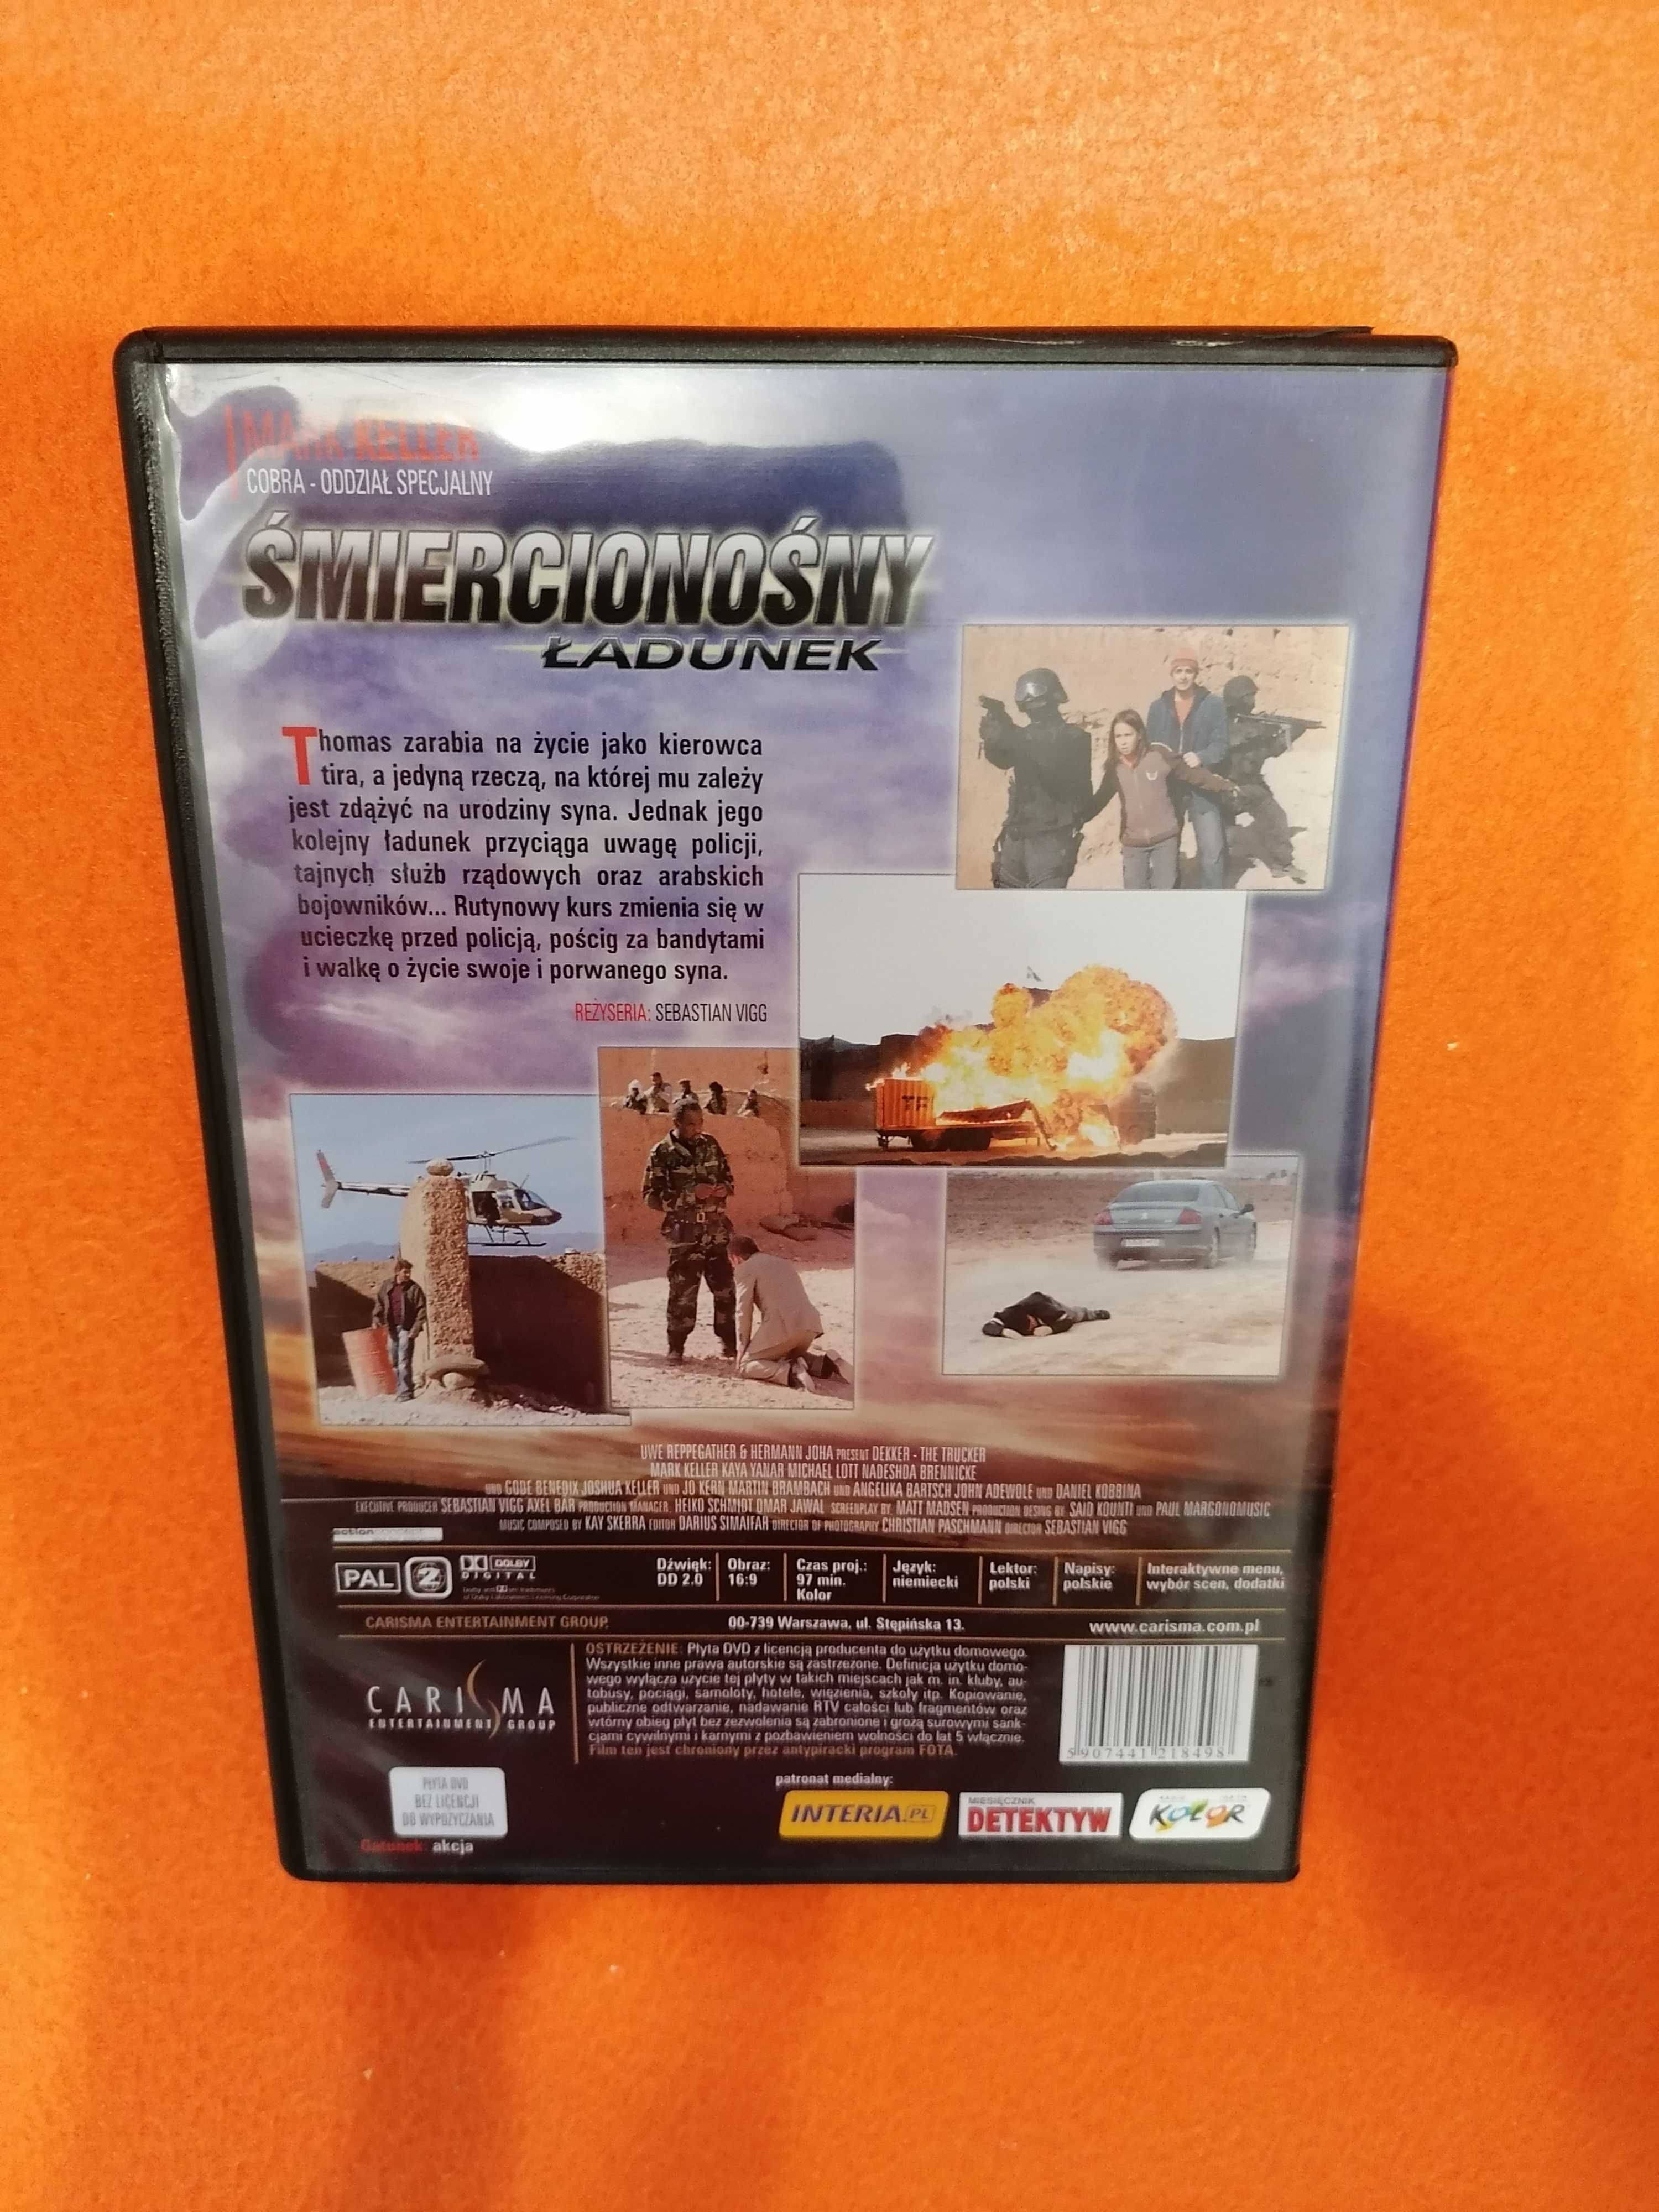 MARK KELLER
COBRA - ODDZIAŁ SPECJALNY
ŚMIERCIONOŚNY
ŁADUNEK
Thomas zarabia na życie jako kierowca
tira, a jedyną rzeczą, na której mu zależy
jest zdążyć na urodziny syna. Jednak jego
kolejny ładunek przyciąga uwagę policji,
tajnych służb rządowych oraz arabskich
bojowników... Rutynowy kurs zmienia się w
ucieczkę przed policją, pościg za bandytami
i walkę o życie swoje i porwanego syna.
REŻYSERIA: SEBASTIAN VIGG
UWE REPPEGATHER & HERMANN JOHA PRESENT DEKKER - THE TRUCKER
MARK KELLER KAYA YANAR MICHAEL LOTT NADESHDA BRENNICKE
UND GODE BENEDIX JOSHUA KELLER UND JO KERN MARTIN BRAMBACH UND ANGELIKA BARTSCH JOHN ADEWOLE UND DANIEL KOBBINA
EXECUTIVE PRODUCER SEBASTIAN VIGG AXEL BÄR PRODUCTION MANAGER. HEIKO SCHMIDT OMAR JAWAL SCREENPLAY BY. MATT MADSEN PRODUCTION DESING BY. SAID KOUNTI UND PAUL MARGONOMUSIC
MUSIC COMPOSED BY KAY SKERRA EDITOR DARIUS SIMAIFAR DIRECTOR OF PHOTOGRAPHY CHRISTIAN PASCHMANN DIRECTOR SEBASTIAN VIGG
action concept
PAL 2 DOLBY DIGITAL
Dźwięk: DD 2.0
Obraz: 16:9
Czas proj.: 97 min. Kolor
Język: niemiecki
Lektor: polski
Napisy: polskie
Interaktywne menu, wybór scen, dodatki
CARISMA ENTERTAINMENT GROUP. 00-739 Warszawa, ul. Stępińska 13. www.carisma.com.pl
CARISMA
ENTERTAINMENT GROUP
OSTRZEŻENIE: Płyta DVD z licencją producenta do użytku domowego.
Wszystkie inne prawa autorskie są zastrzeżone. Definicja użytku domo-
wego wyłącza użycie tej płyty w takich miejscach jak m. in. kluby, au-
tobusy, pociągi, samoloty, hotele, więzienia, szkoły itp. Kopiowanie,
publiczne odtwarzanie, nadawanie RTV całości lub fragmentów oraz
wtórny obieg płyt bez zezwolenia są zabronione i grożą surowymi sank-
cjami cywilnymi i karnymi z pozbawieniem wolności do lat 5 włącznie.
Film ten jest chroniony przez antypiracki program FOTA.
5 907441 218498
PŁYTA DVD
BEZ LICENCJI
DO WYPOŻYCZANIA
Gatunek: akcja
patronat medialny:
INTERIA.PL
MIESIĘCZNIK
DETEKTYW
KOLOR